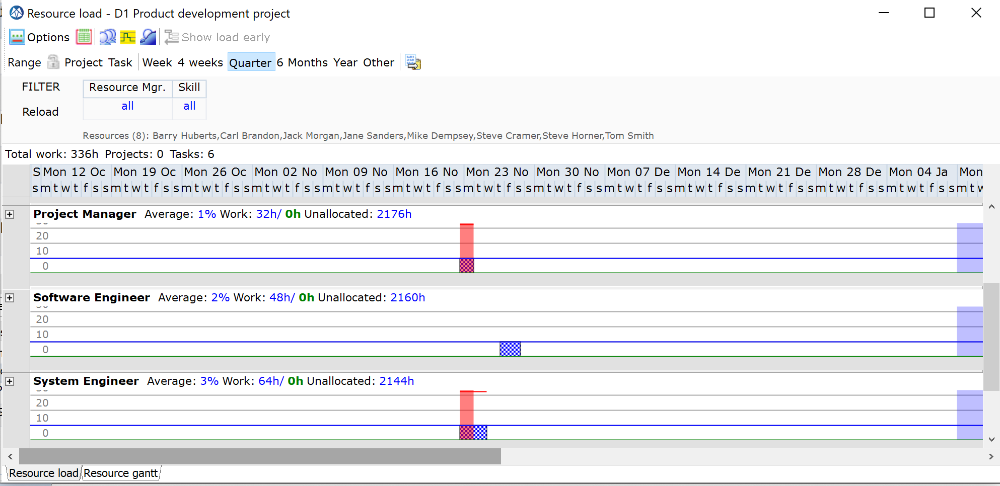 Resource load - D1 Product development project
Options Show load early
Range Project Task Week 4 weeks Quarter 6 Months Year Other
FILTER Resource Mgr. Skill
all all
Reload
Resources (8): Barry Huberts,Carl Brandon,Jack Morgan,Jane Sanders,Mike Dempsey,Steve Cramer,Steve Horner,Tom Smith
Total work: 336h Projects: 0 Tasks: 6
S Mon 12 Oc Mon 19 Oc Mon 26 Oc Mon 02 No Mon 09 No Mon 16 No Mon 23 No Mon 30 No Mon 07 De Mon 14 De Mon 21 De Mon 28 De Mon 04 Ja Mon
s m t w t f s s m t w t f s s m t w t f s s m t w t f s s m t w t f s s m t w t f s s m t w t f s s m t w t f s s m t w t f s s m t w t f s s m t w t f s s m t w t f s s m t w t f s s m t w
Project Manager Average: 1% Work: 32h/ 0h Unallocated: 2176h
20
10
0
Software Engineer Average: 2% Work: 48h/ 0h Unallocated: 2160h
20
10
0
System Engineer Average: 3% Work: 64h/ 0h Unallocated: 2144h
20
10
0
Resource load Resource gantt